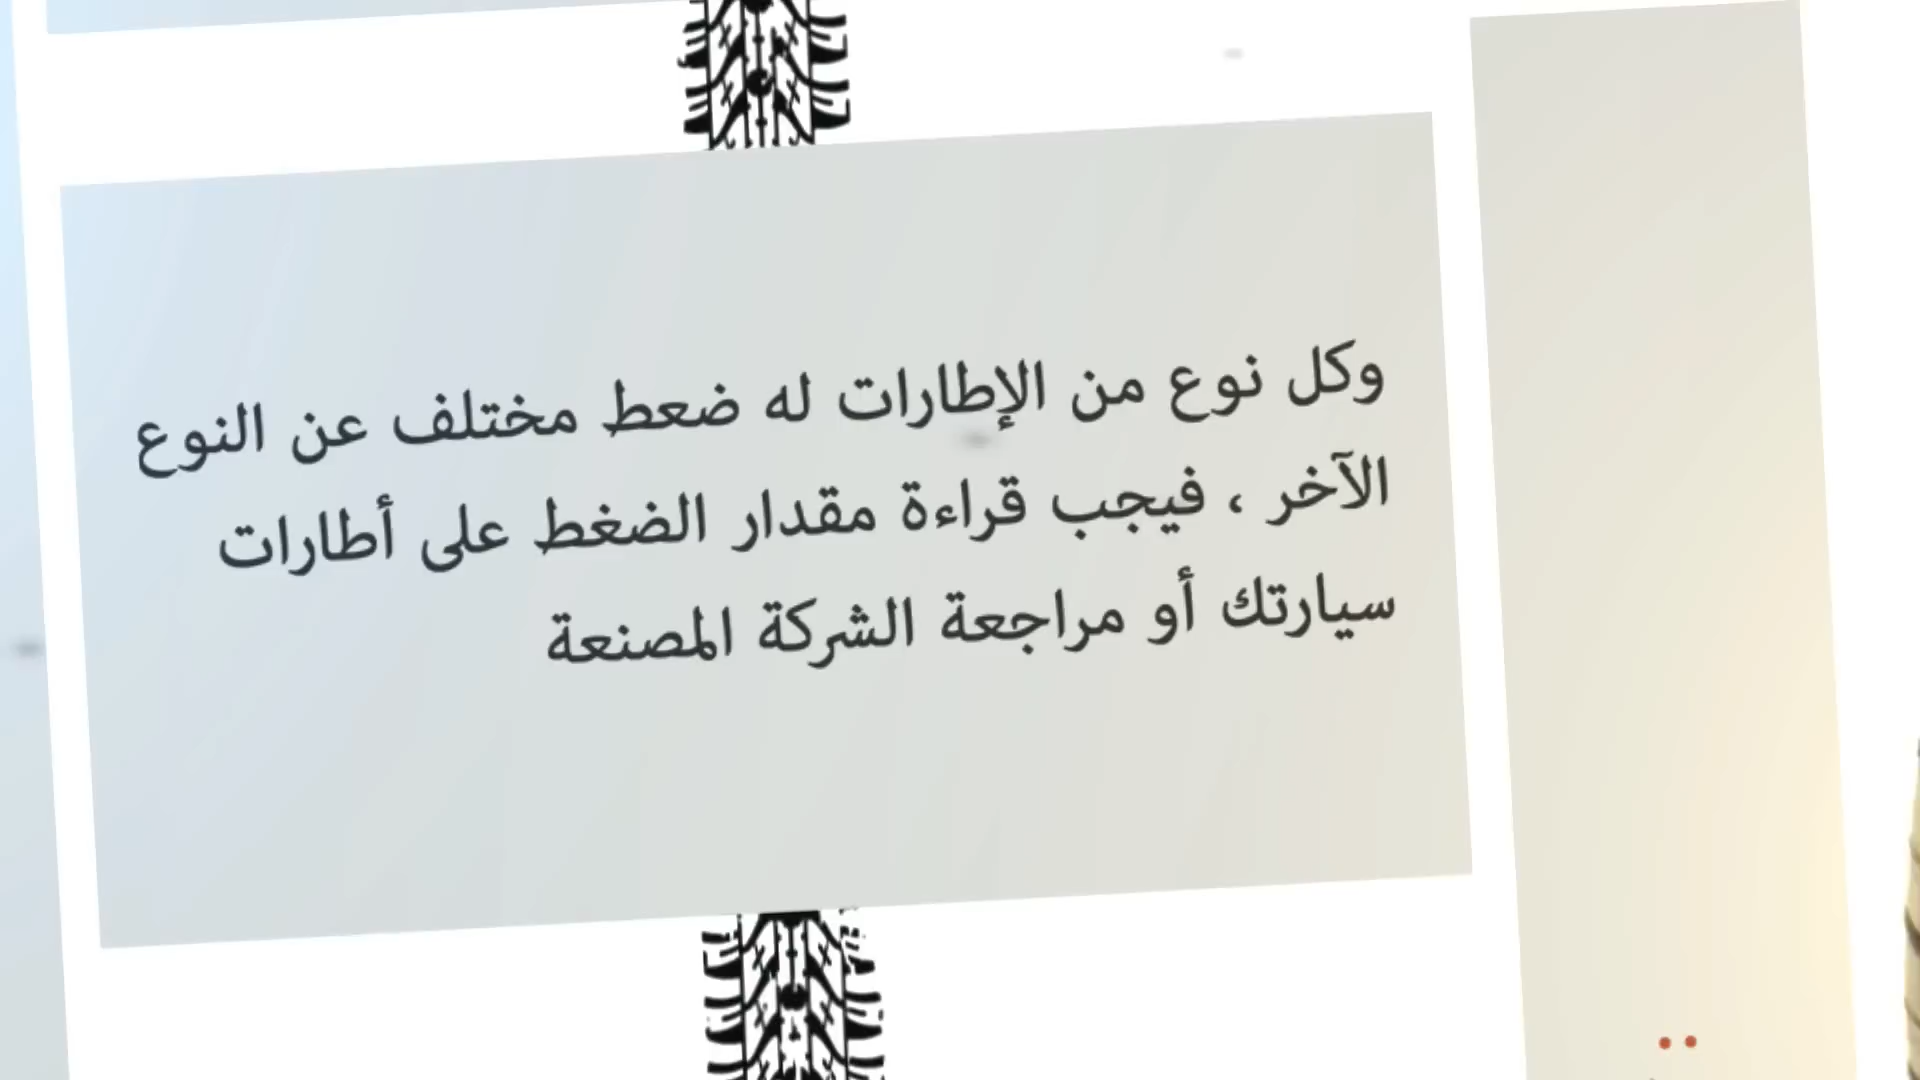 وكل نوع من الإطارات له ضعط مختلف عن النوع
الآخر ، فيجب قراءة مقدار الضغط على أطارات
سيارتك أو مراجعة الشركة المصنعة